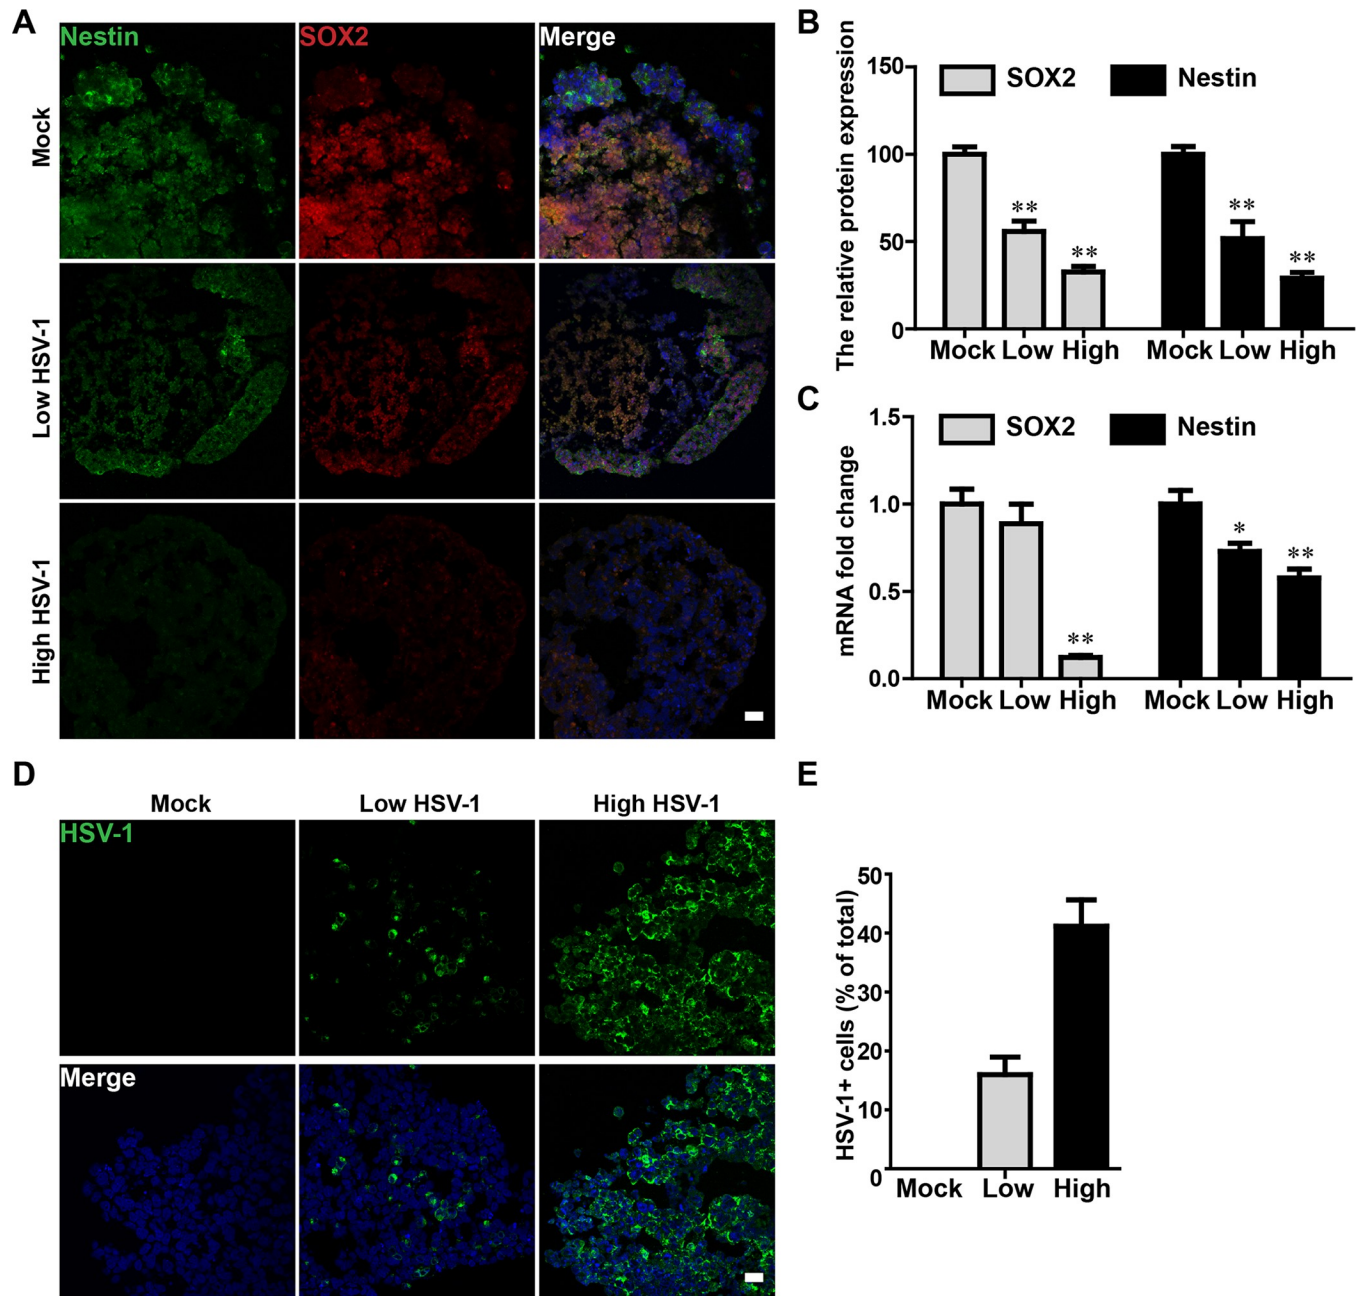 A
Nestin
SOX2
Merge
Mock
Low HSV-1
High HSV-1
B
The relative protein expression
150
100
50
0
SOX2
Nestin
**
**
**
**
Mock Low High
Mock Low High
C
mRNA fold change
1.5
1.0
0.5
0.0
SOX2
Nestin
**
*
**
Mock Low High
Mock Low High
D
Mock
Low HSV-1
High HSV-1
HSV-1
Merge
E
HSV-1+ cells (% of total)
50
40
30
20
10
0
Mock Low High